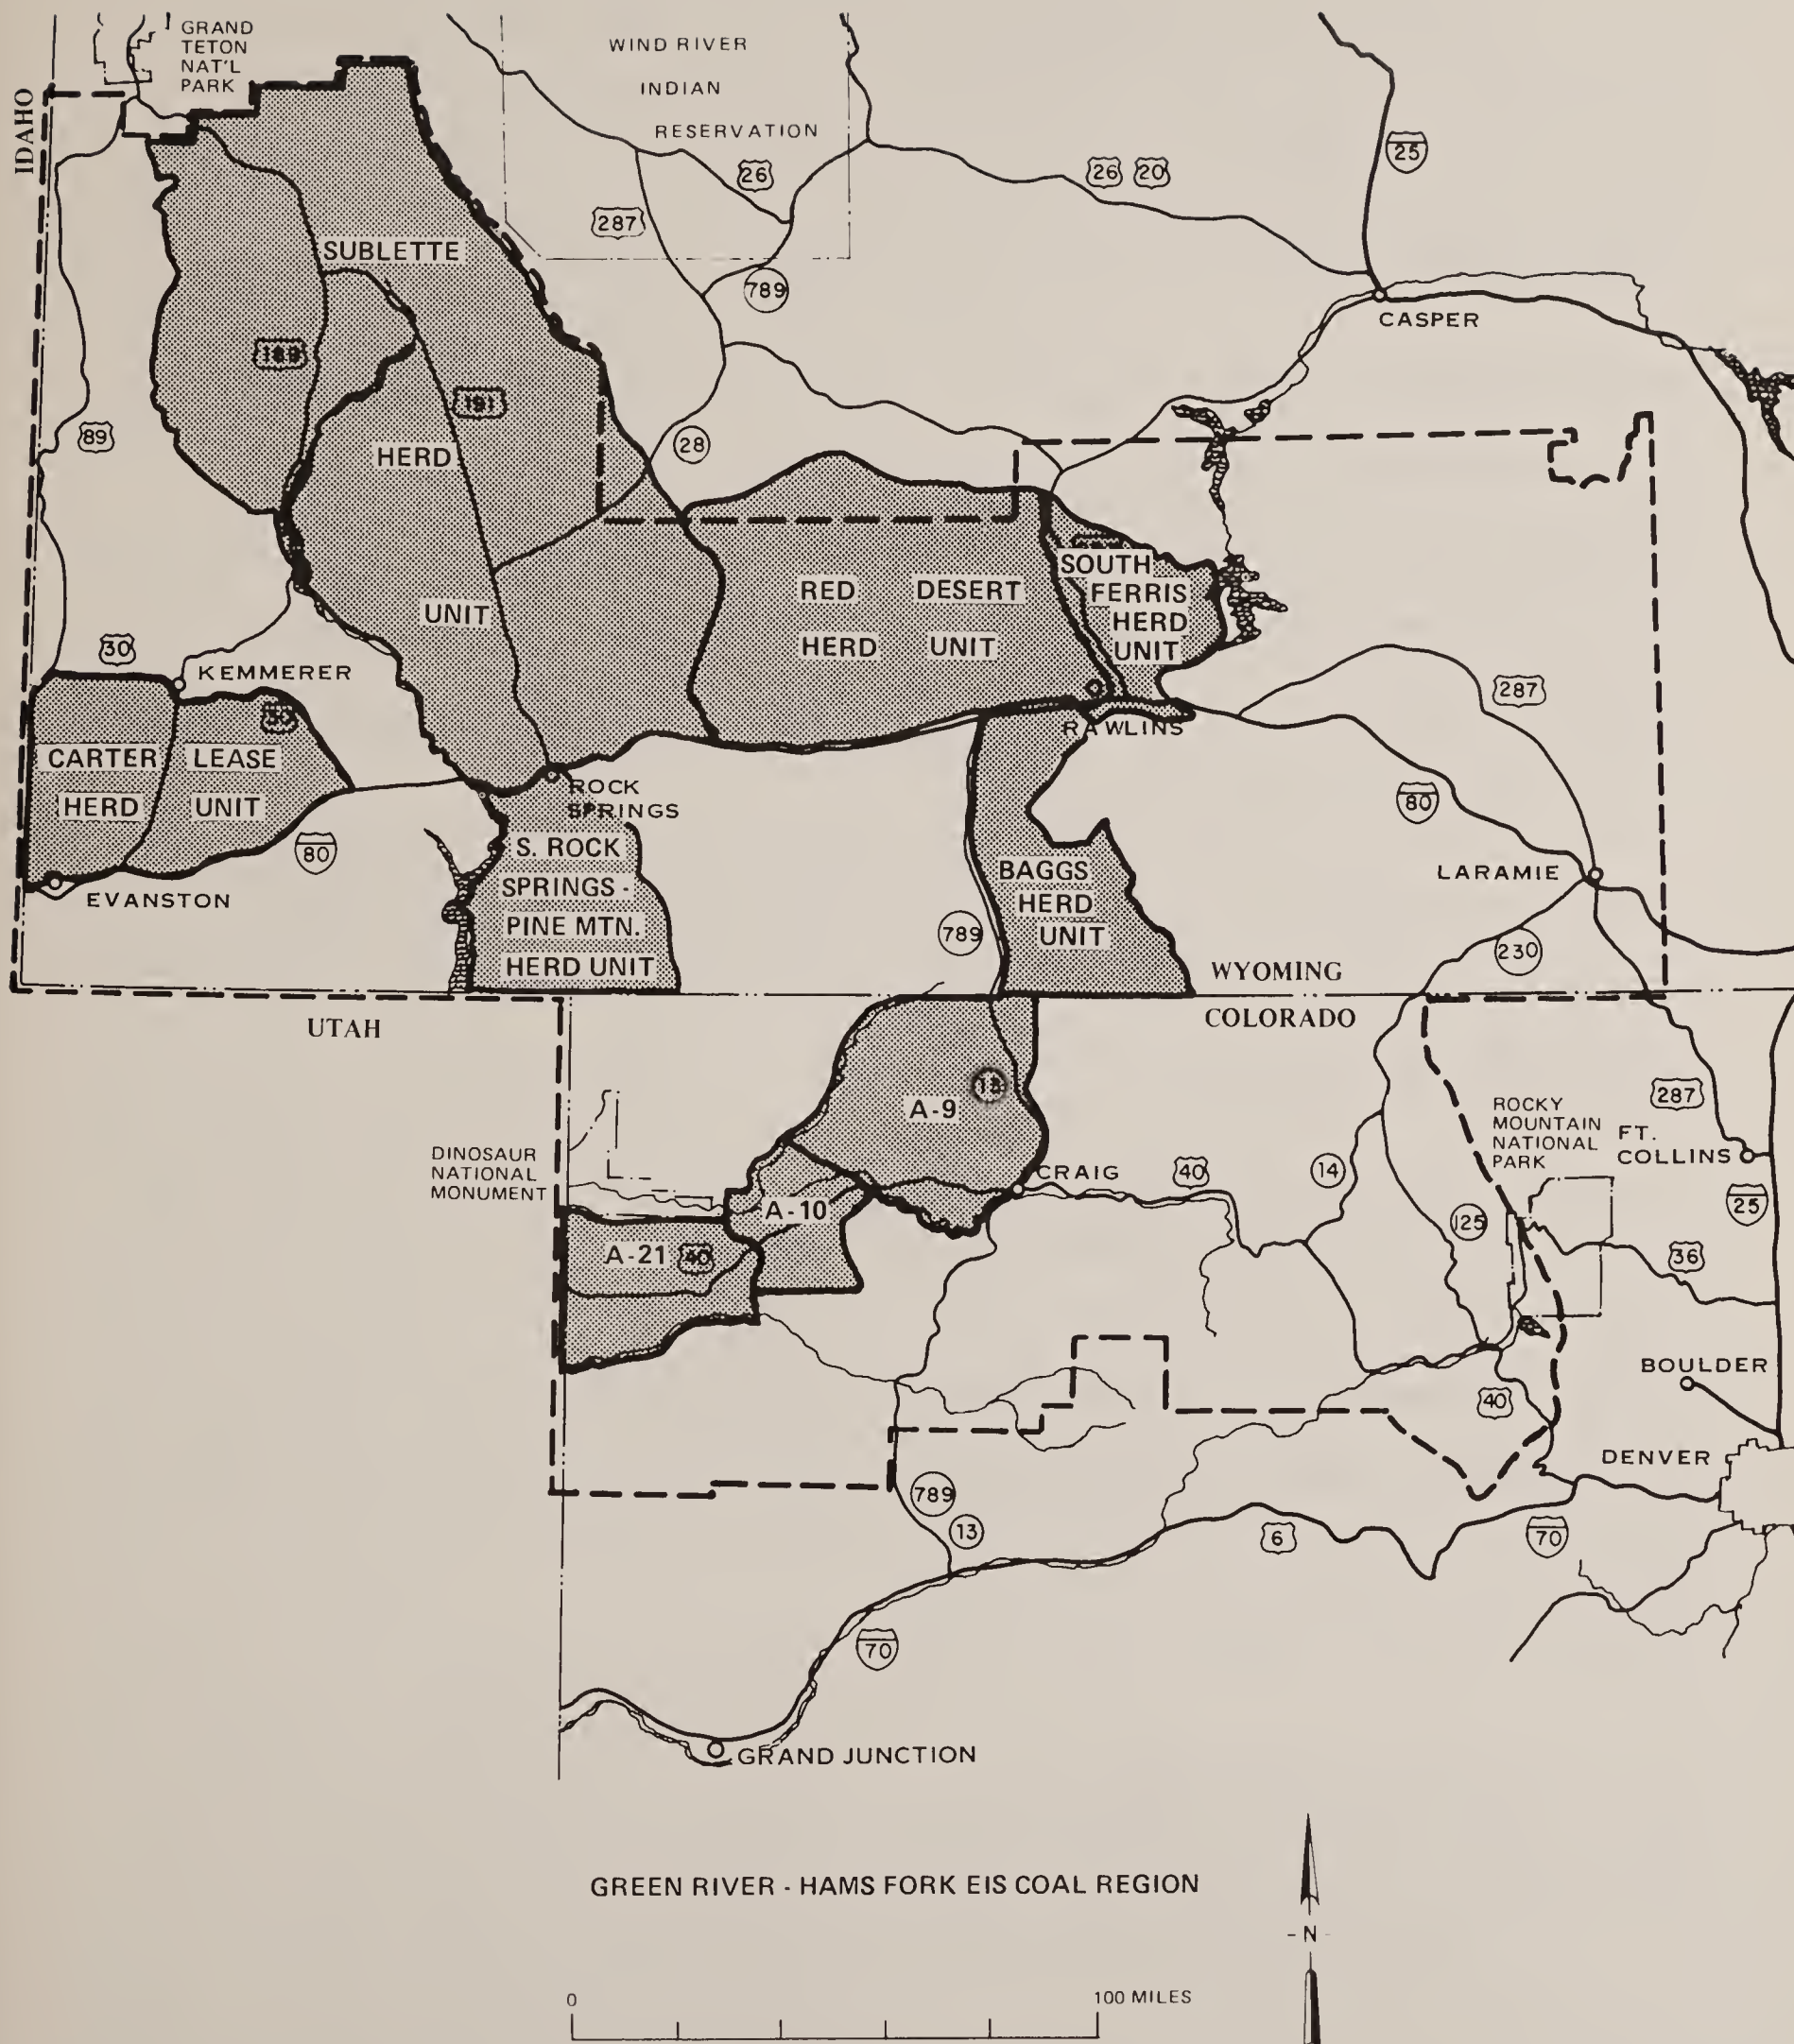 GRAND
TETON
NAT'L
PARK
WIND RIVER
INDIAN
RESERVATION
IDAHO
25
26
26 20
287
SUBLETTE
789
CASPER
189
191
89
HERD
28
SOUTH
FERRIS
HERD
UNIT
RED DESERT
HERD UNIT
UNIT
30
KEMMERER
30
287
RAWLINS
CARTER LEASE
HERD UNIT
ROCK
SPRINGS
80
80
S. ROCK
SPRINGS -
PINE MTN.
HERD UNIT
BAGGS
HERD
UNIT
LARAMIE
EVANSTON
789
230
WYOMING
COLORADO
UTAH
13
A-9
287
ROCKY
MOUNTAIN
NATIONAL
PARK
FT.
COLLINS
DINOSAUR
NATIONAL
MONUMENT
CRAIG
40
14
25
A-10
125
A-21 40
36
BOULDER
40
DENVER
789
13
6
70
70
GRAND JUNCTION
GREEN RIVER - HAMS FORK EIS COAL REGION
- N -
0 100 MILES